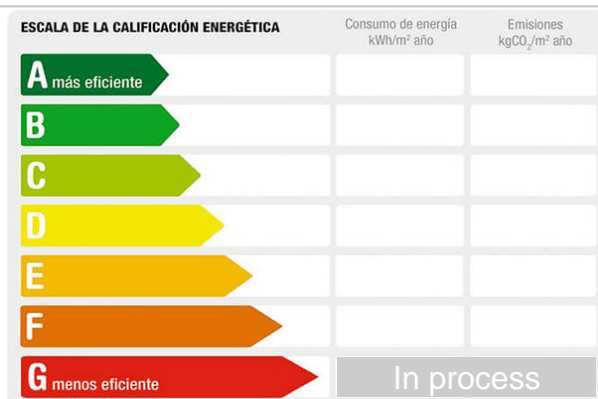 ESCALA DE LA CALIFICACIÓN ENERGÉTICA
Consumo de energía
kWh/m² año
Emisiones
kgCO₂/m² año
A más eficiente
B
C
D
E
F
G menos eficiente
In process